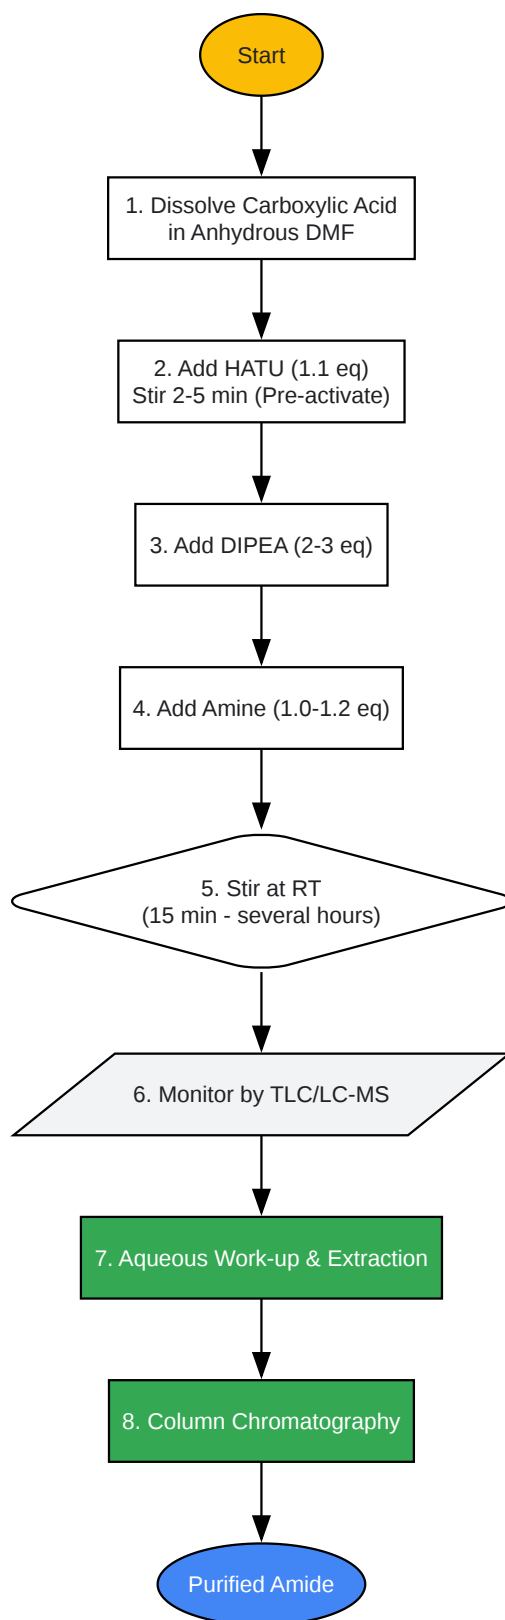 Start
1. Dissolve Carboxylic Acid
in Anhydrous DMF
2. Add HATU (1.1 eq)
Stir 2-5 min (Pre-activate)
3. Add DIPEA (2-3 eq)
4. Add Amine (1.0-1.2 eq)
5. Stir at RT
(15 min - several hours)
6. Monitor by TLC/LC-MS
7. Aqueous Work-up & Extraction
8. Column Chromatography
Purified Amide